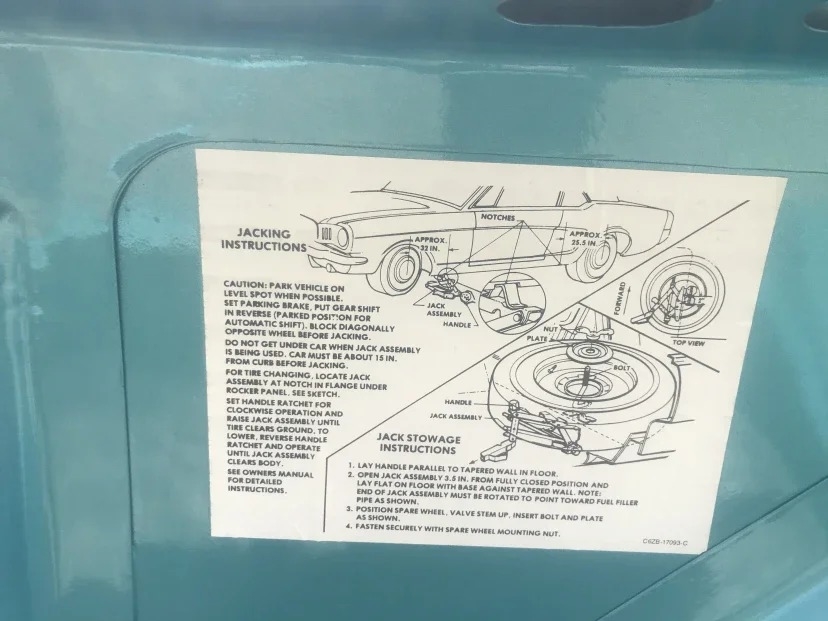 JACKING
INSTRUCTIONS
NOTCHES
APPROX.
32 IN.
APPROX.
25.5 IN.
JACK
ASSEMBLY
HANDLE
CAUTION: PARK VEHICLE ON
LEVEL SPOT WHEN POSSIBLE.
SET PARKING BRAKE, PUT GEAR SHIFT
IN REVERSE (PARKED POSITION FOR
AUTOMATIC SHIFT). BLOCK DIAGONALLY
OPPOSITE WHEEL BEFORE JACKING.
DO NOT GET UNDER CAR WHEN JACK ASSEMBLY
IS BEING USED. CAR MUST BE ABOUT 15 IN.
FROM CURB BEFORE JACKING.
FOR TIRE CHANGING, LOCATE JACK
ASSEMBLY AT NOTCH IN FLANGE UNDER
ROCKER PANEL. SEE SKETCH.
SET HANDLE RATCHET FOR
CLOCKWISE OPERATION AND
RAISE JACK ASSEMBLY UNTIL
TIRE CLEARS GROUND. TO
LOWER, REVERSE HANDLE
RATCHET AND OPERATE
UNTIL JACK ASSEMBLY
CLEARS BODY.
SEE OWNERS MANUAL
FOR DETAILED
INSTRUCTIONS.
FORWARD
TOP VIEW
NUT
PLATE
BOLT
HANDLE
JACK ASSEMBLY
JACK STOWAGE
INSTRUCTIONS
1. LAY HANDLE PARALLEL TO TAPERED WALL IN FLOOR.
2. OPEN JACK ASSEMBLY 3.5 IN. FROM FULLY CLOSED POSITION AND
LAY FLAT ON FLOOR WITH BASE AGAINST TAPERED WALL. NOTE:
END OF JACK ASSEMBLY MUST BE ROTATED TO POINT TOWARD FUEL FILLER
PIPE AS SHOWN.
3. POSITION SPARE WHEEL, VALVE STEM UP. INSERT BOLT AND PLATE
AS SHOWN.
4. FASTEN SECURELY WITH SPARE WHEEL MOUNTING NUT.
C6ZB-17093-C